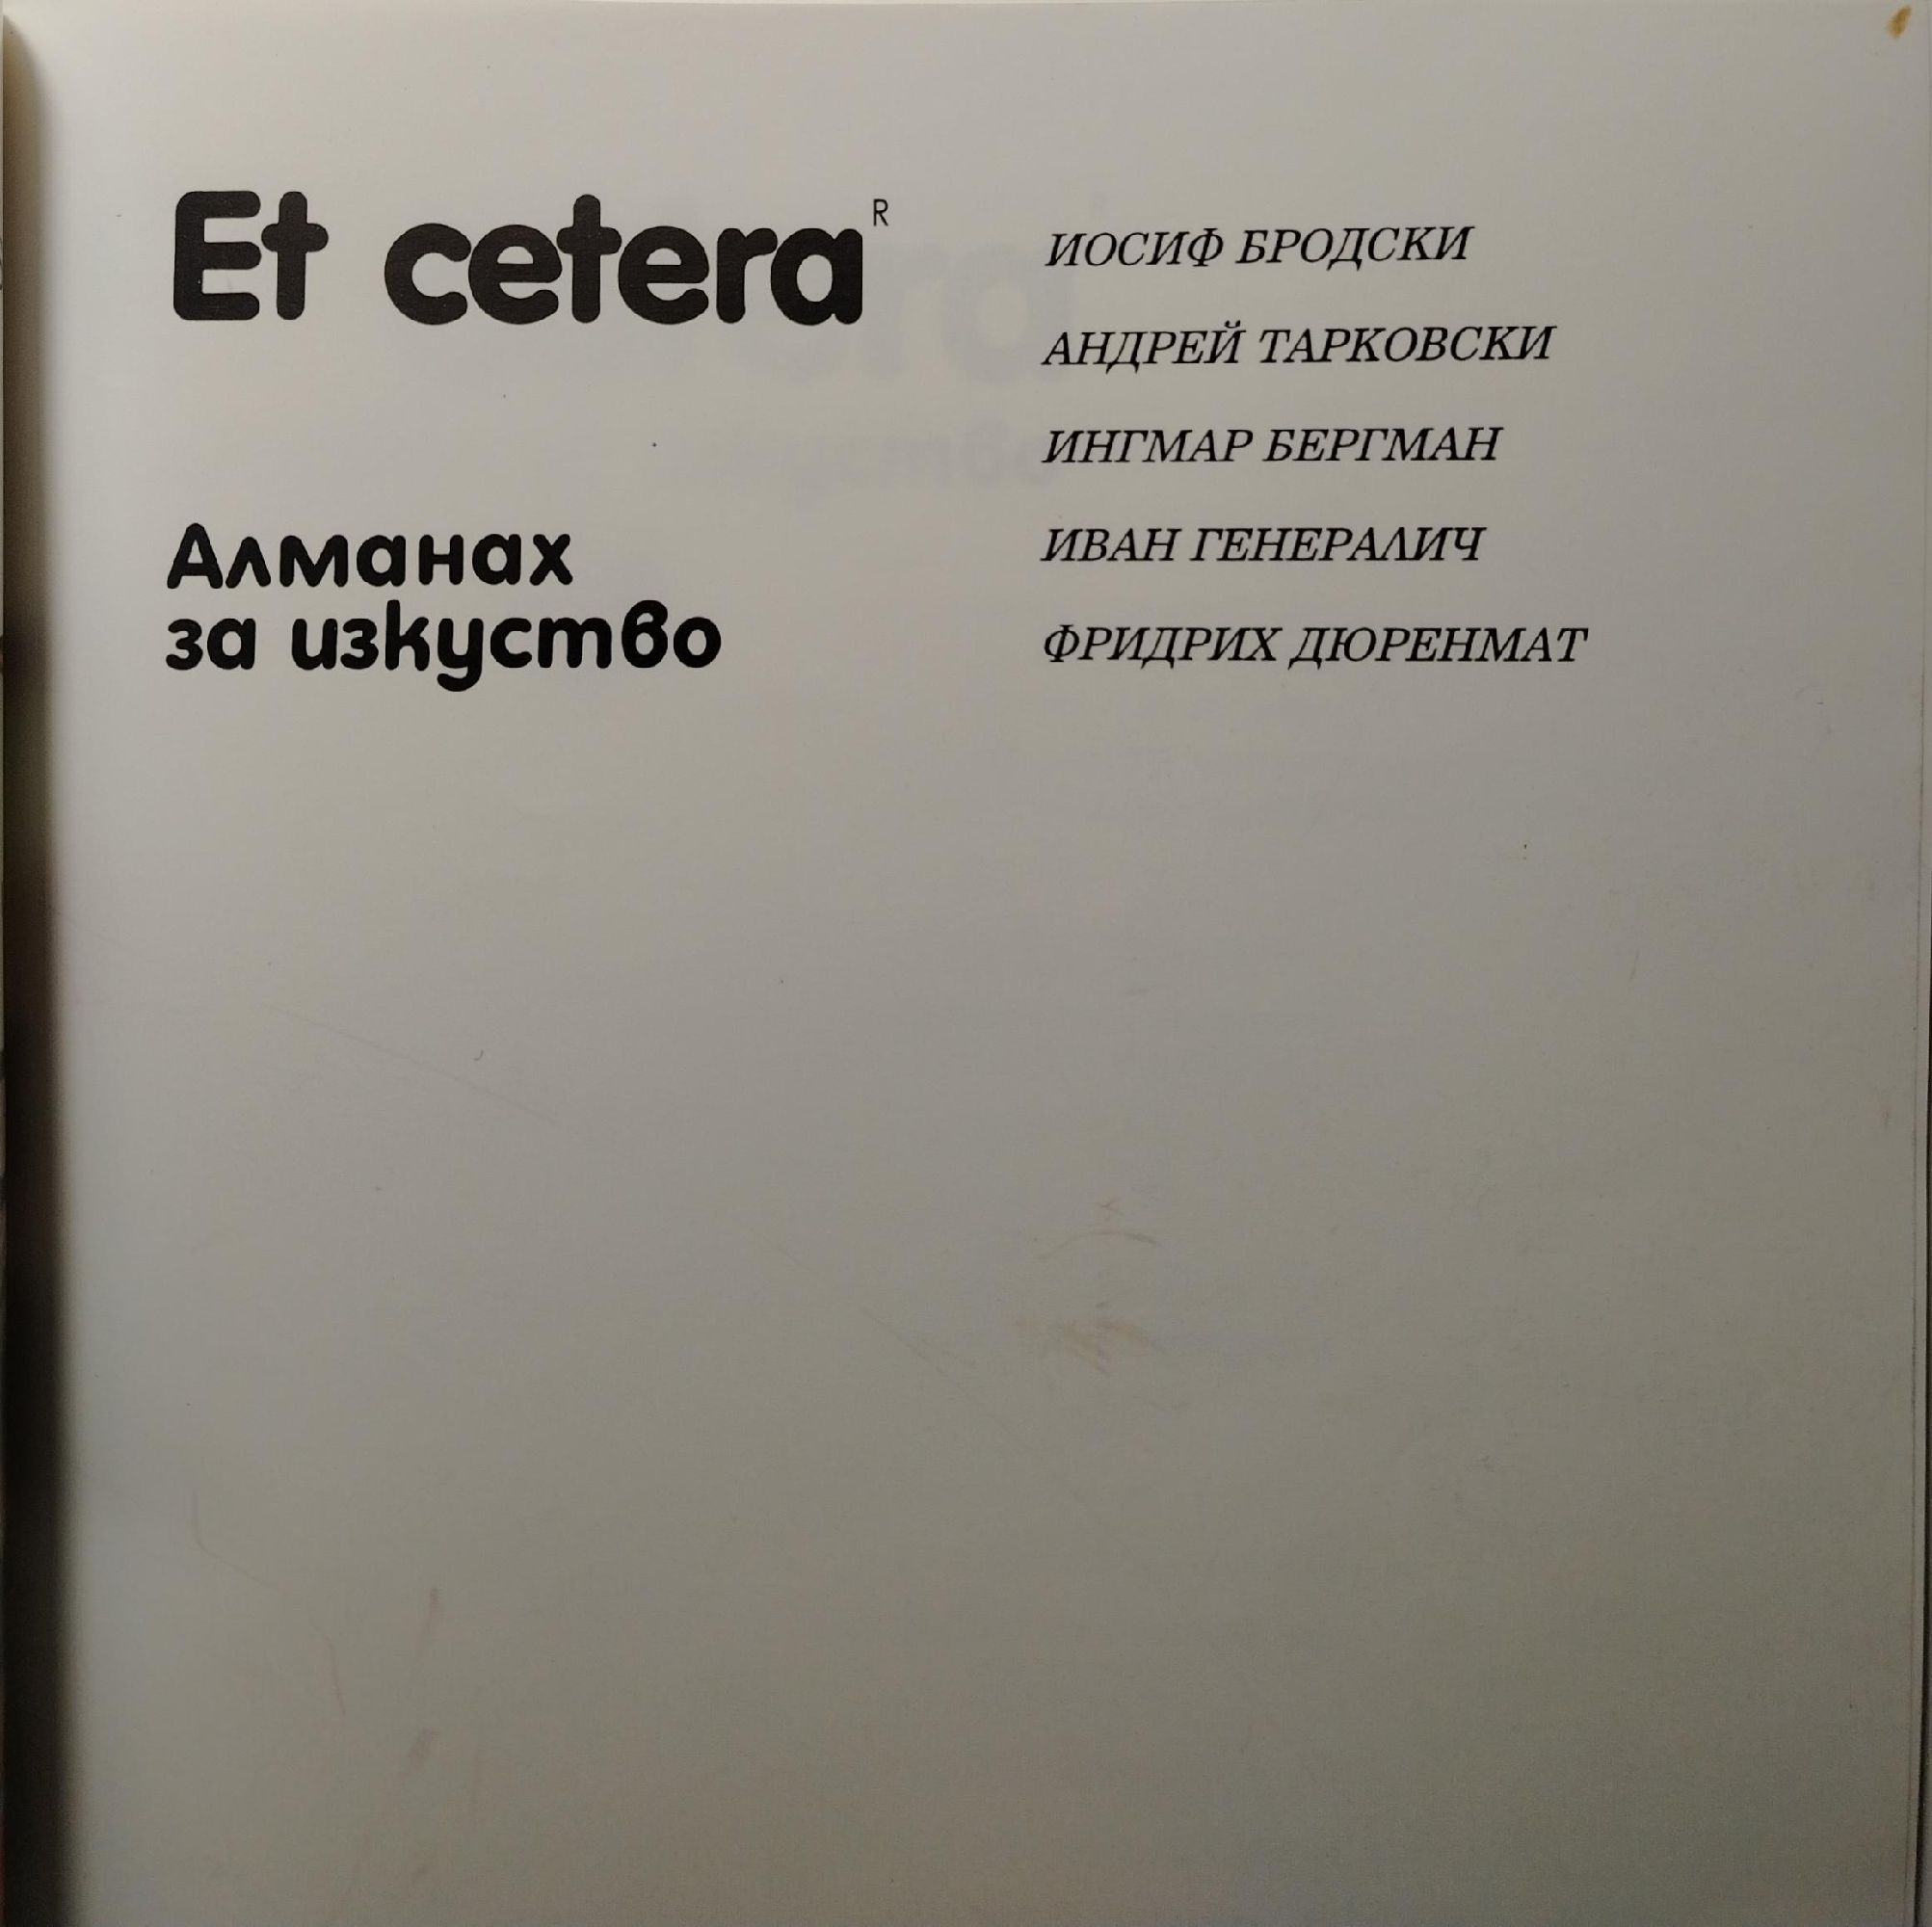 Et cetera R
Алманах
за изкуство
ИОСИФ БРОДСКИ
АНДРЕЙ ТАРКОВСКИ
ИНГМАР БЕРГМАН
ИВАН ГЕНЕРАЛИЧ
ФРИДРИХ ДЮРЕНМАТ